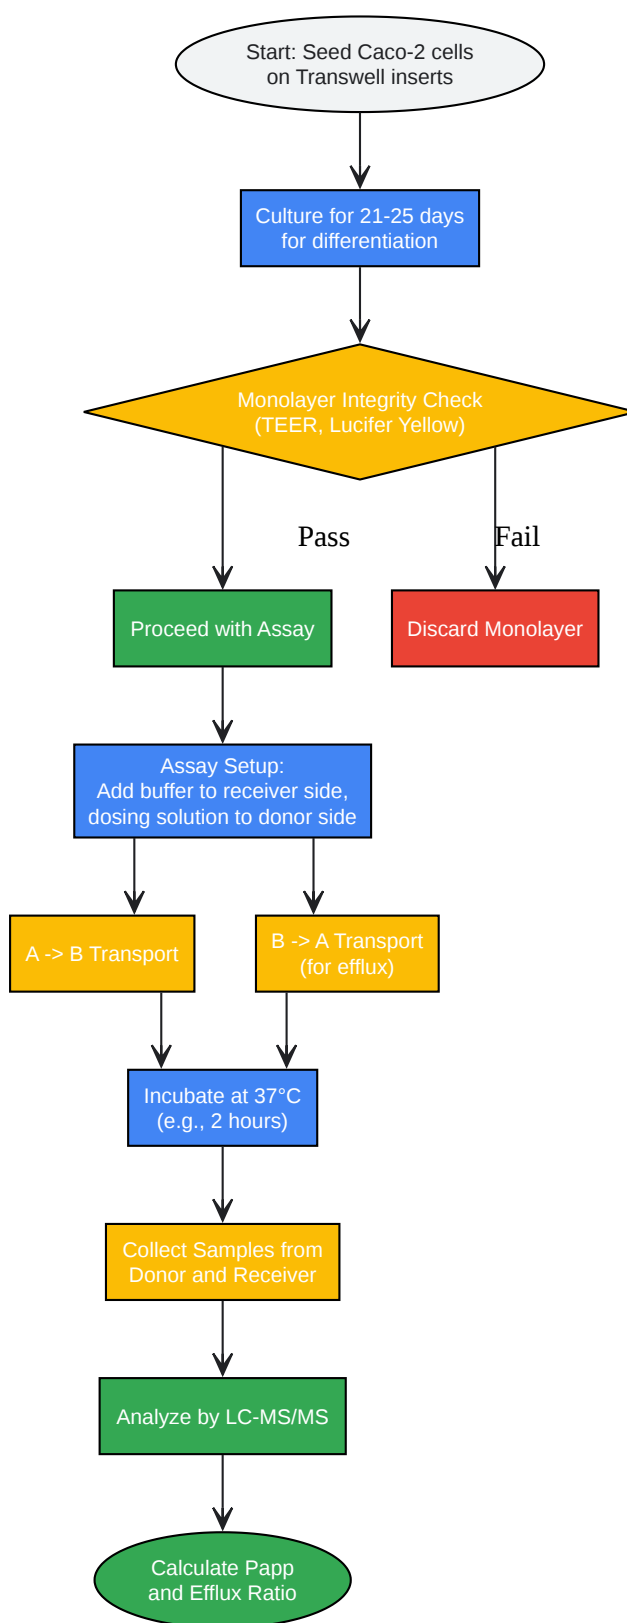 Start: Seed Caco-2 cells
on Transwell inserts
Culture for 21-25 days
for differentiation
Monolayer Integrity Check
(TEER, Lucifer Yellow)
Pass
Fail
Proceed with Assay
Discard Monolayer
Assay Setup:
Add buffer to receiver side,
dosing solution to donor side
A -> B Transport
B -> A Transport
(for efflux)
Incubate at 37°C
(e.g., 2 hours)
Collect Samples from
Donor and Receiver
Analyze by LC-MS/MS
Calculate Papp
and Efflux Ratio